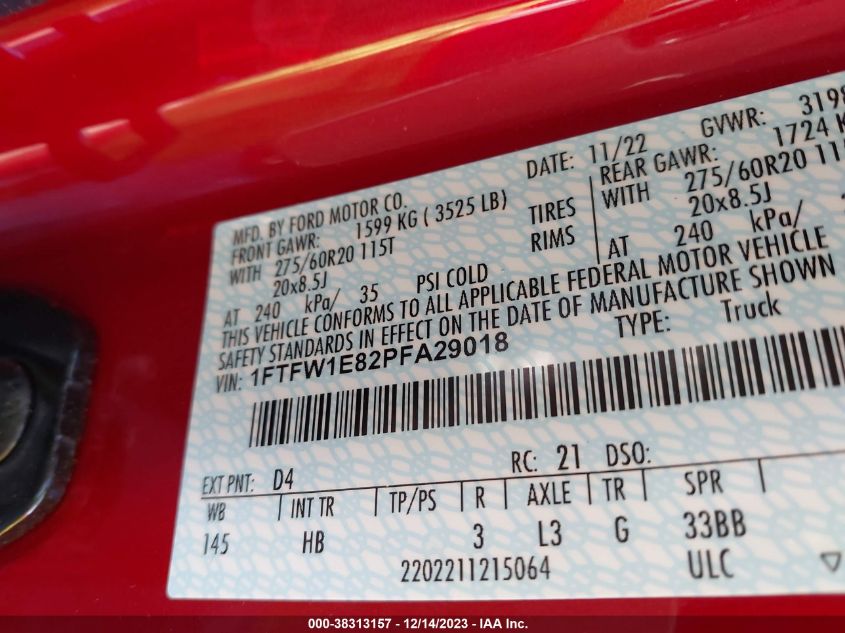 MFD. BY FORD MOTOR CO. DATE: 11/22 GVWR: 3198
FRONT GAWR: 1599 KG ( 3525 LB) REAR GAWR: 1724 K
WITH 275/60R20 115T TIRES WITH 275/60R20
20x8.5J RIMS 20x8.5J
AT 240 kPa/ 35 PSI COLD AT 240 kPa/
THIS VEHICLE CONFORMS TO ALL APPLICABLE FEDERAL MOTOR VEHICLE
SAFETY STANDARDS IN EFFECT ON THE DATE OF MANUFACTURE SHOWN
VIN: 1FTFW1E82PFA29018 TYPE: Truck
EXT PNT: D4 RC: 21 DSO:
WB INT TR TP/PS R AXLE TR SPR
145 HB 3 L3 G 33BB
2202211215064 ULC
000-38313157 - 12/14/2023 - IAA Inc.